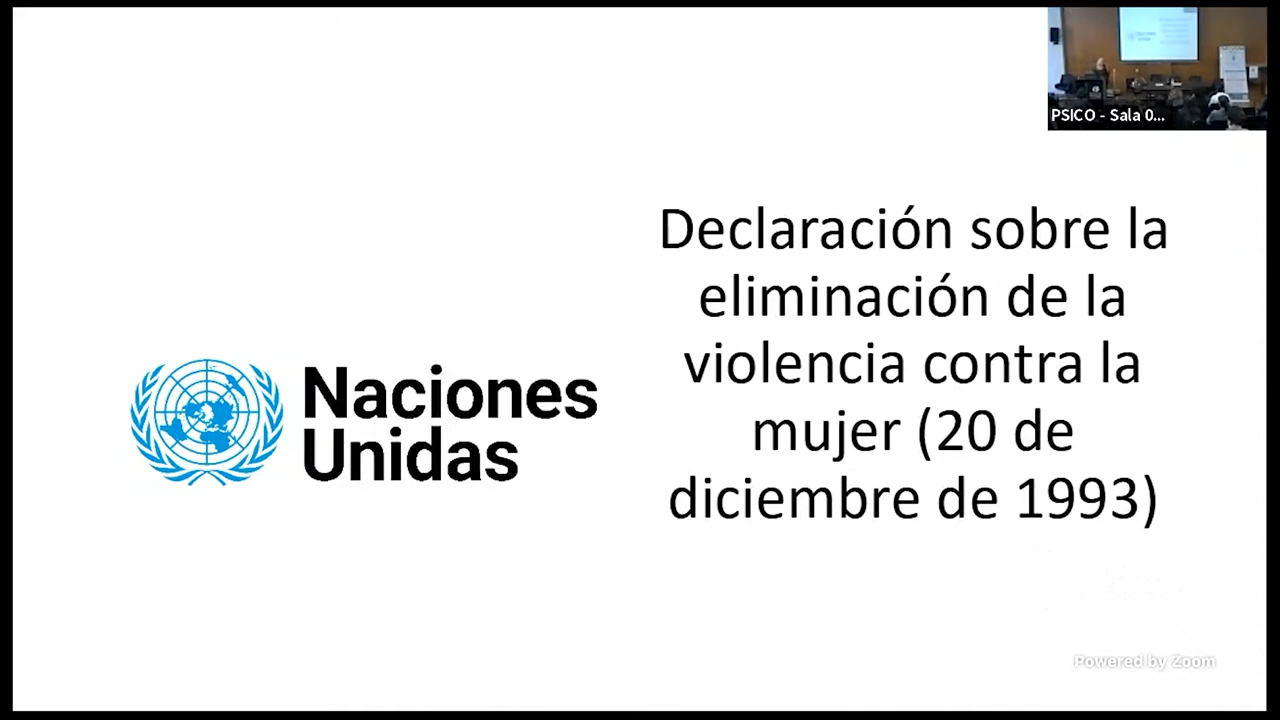 PSICO - Sala 0...
Declaración sobre la
eliminación de la
violencia contra la
mujer (20 de
diciembre de 1993)
Naciones
Unidas
Powered by Zoom